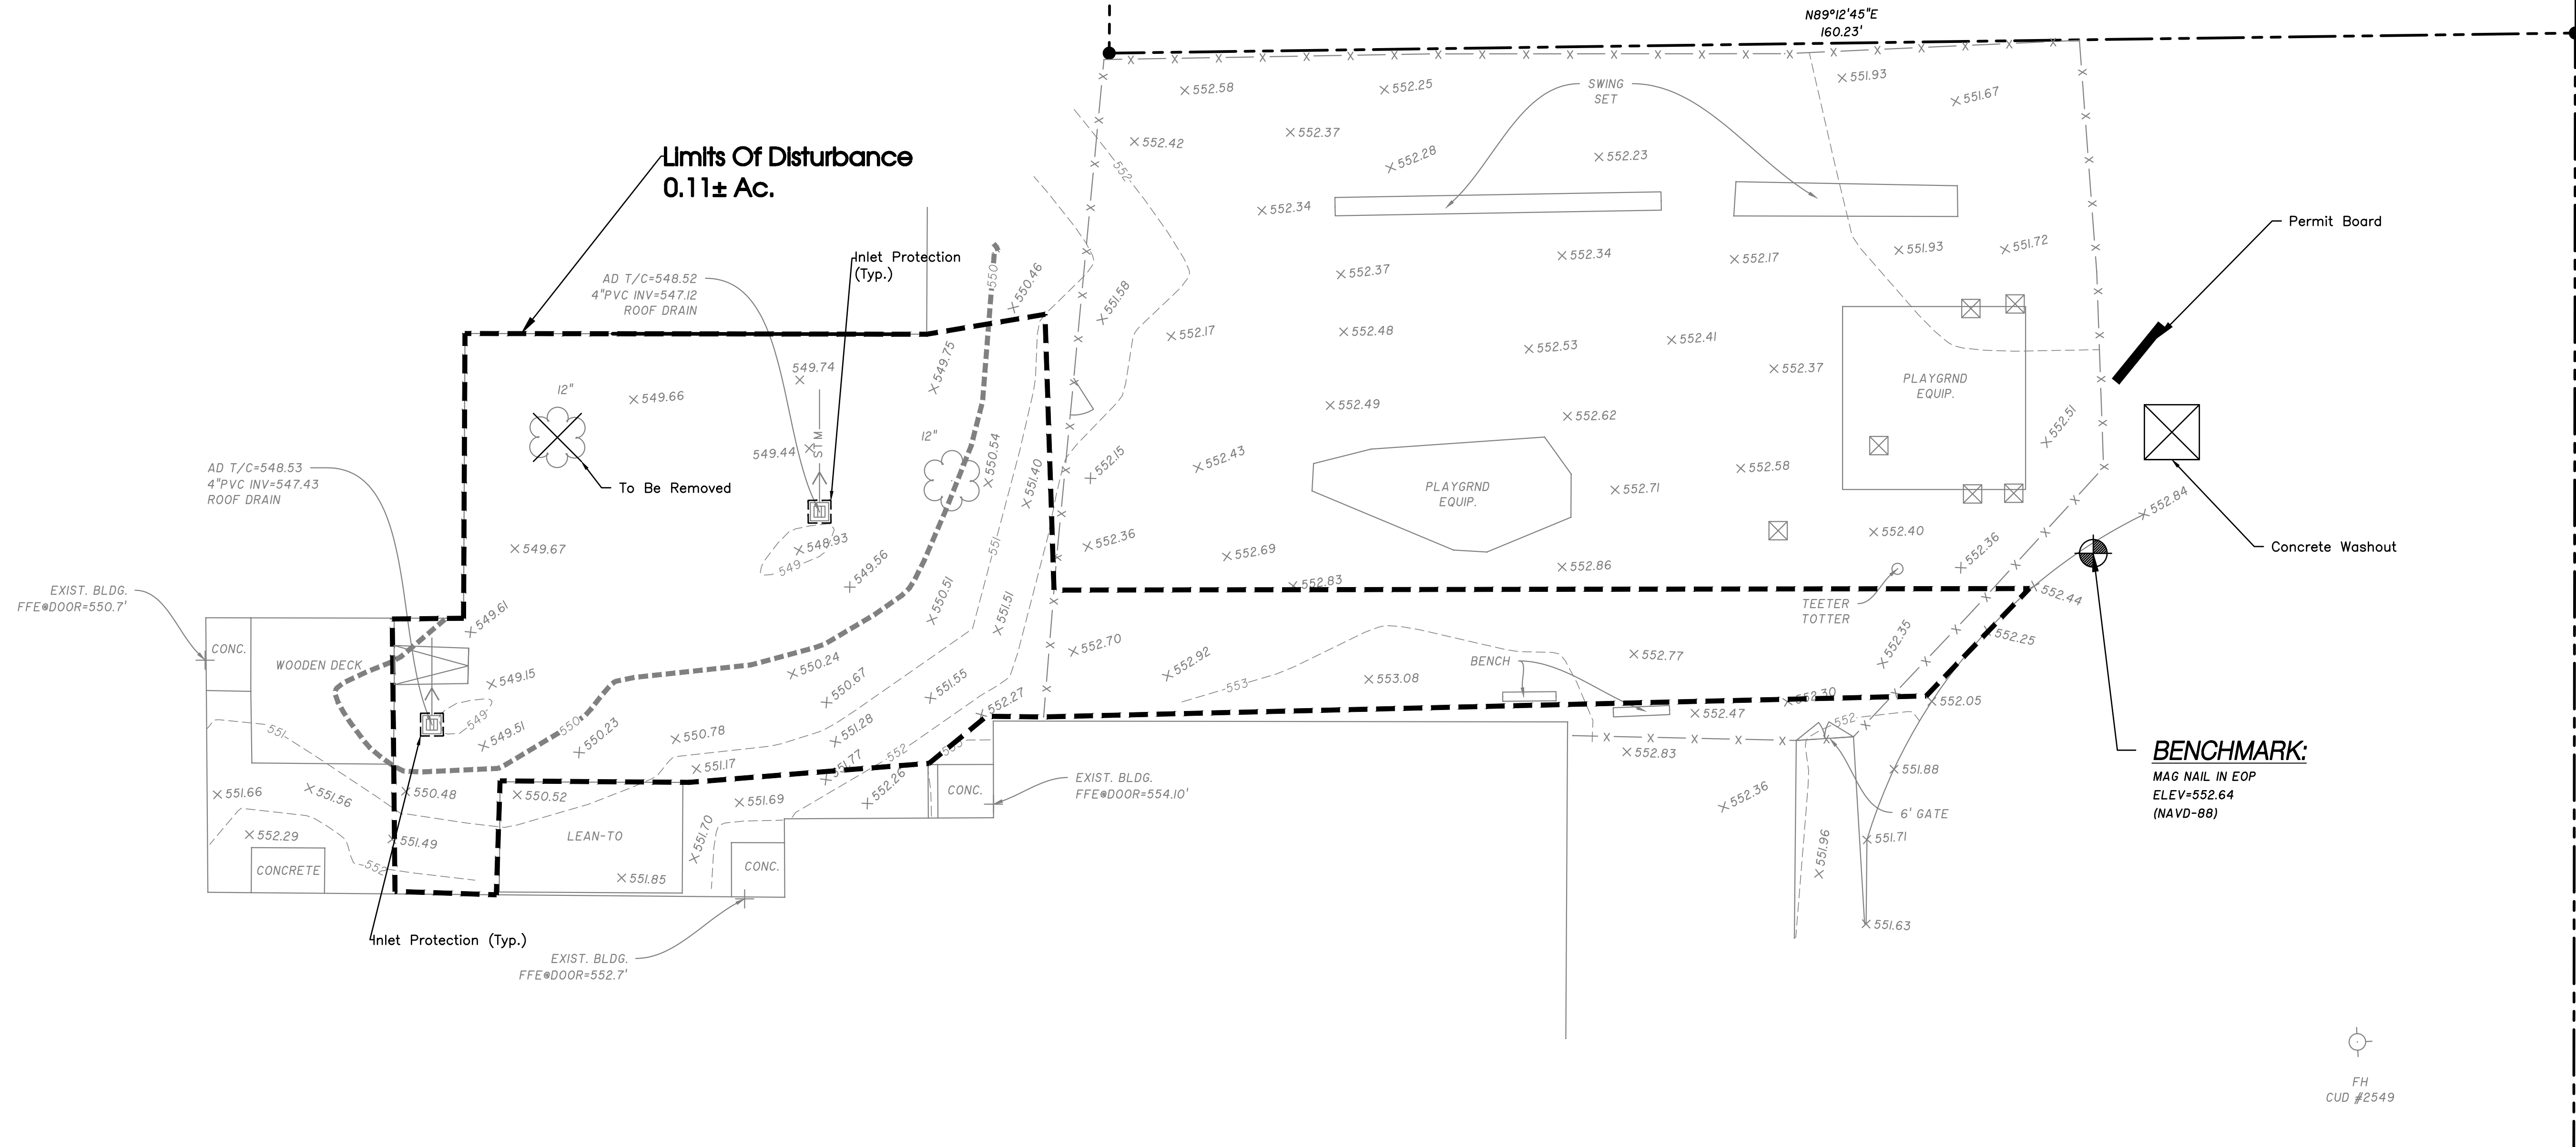 N89°12'45"E
160.23'
552.58
552.25
SWING
SET
551.93
551.67
552.42
552.37
552.28
552.23
Limits Of Disturbance
0.11± Ac.
552
552.34
Permit Board
Inlet Protection
(Typ.)
AD T/C=548.52
4"PVC INV=547.12
ROOF DRAIN
550
550.46
551.58
552.37
552.34
552.17
551.93
551.72
552.17
552.48
552.53
552.41
552.37
549.75
549.74
12"
549.66
PLAYGRND
EQUIP.
552.49
552.62
552.51
12"
549.44
STM
550.54
551.40
552.15
552.43
552.58
AD T/C=548.53
4"PVC INV=547.43
ROOF DRAIN
To Be Removed
PLAYGRND
EQUIP.
552.71
552.84
549.67
548.93
549
549.56
551
552.36
552.69
552.86
552.40
552.36
Concrete Washout
552.83
EXIST. BLDG.
FFE@DOOR=550.7'
549.61
550.51
551.51
TEETER
TOTTER
552.44
552.25
CONC.
WOODEN DECK
549.15
550.24
550.67
551.55
552.70
552.92
553
553.08
BENCH
552.77
552.35
552.30
552.05
549
549.51
550
550.23
550.78
551.28
552.27
552.47
552
551
551.17
551.77
552
552.83
BENCHMARK:
MAG NAIL IN EOP
ELEV=552.64
(NAVD-88)
551.66
551.56
550.48
550.52
551.69
552.26
CONC.
EXIST. BLDG.
FFE@DOOR=554.10'
552.36
551.88
6' GATE
552.29
551.49
LEAN-TO
551.70
551.96
551.71
CONCRETE
552
551.85
CONC.
551.63
Inlet Protection (Typ.)
EXIST. BLDG.
FFE@DOOR=552.7'
FH
CUD #2549